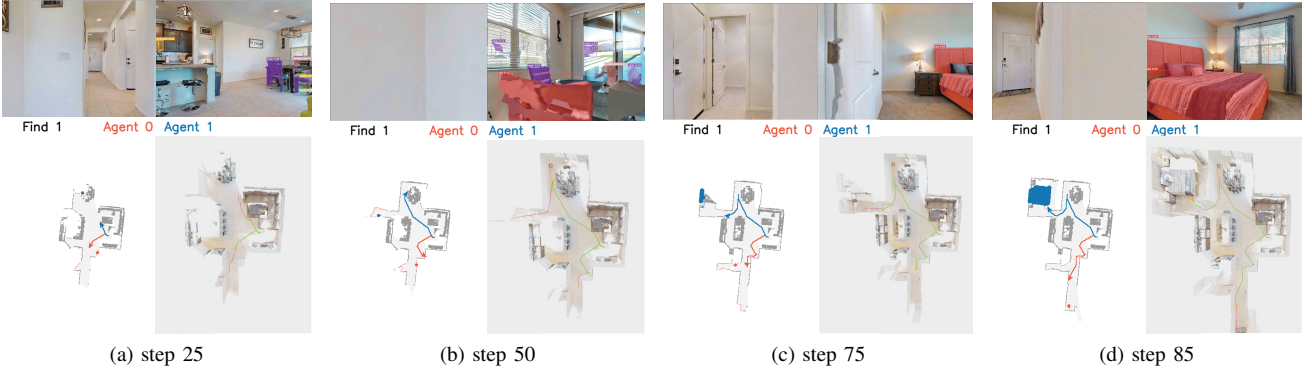 Find 1 Agent 0 Agent 1
Find 1 Agent 0 Agent 1
Find 1 Agent 0 Agent 1
Find 1 Agent 0 Agent 1
(a) step 25
(b) step 50
(c) step 75
(d) step 85